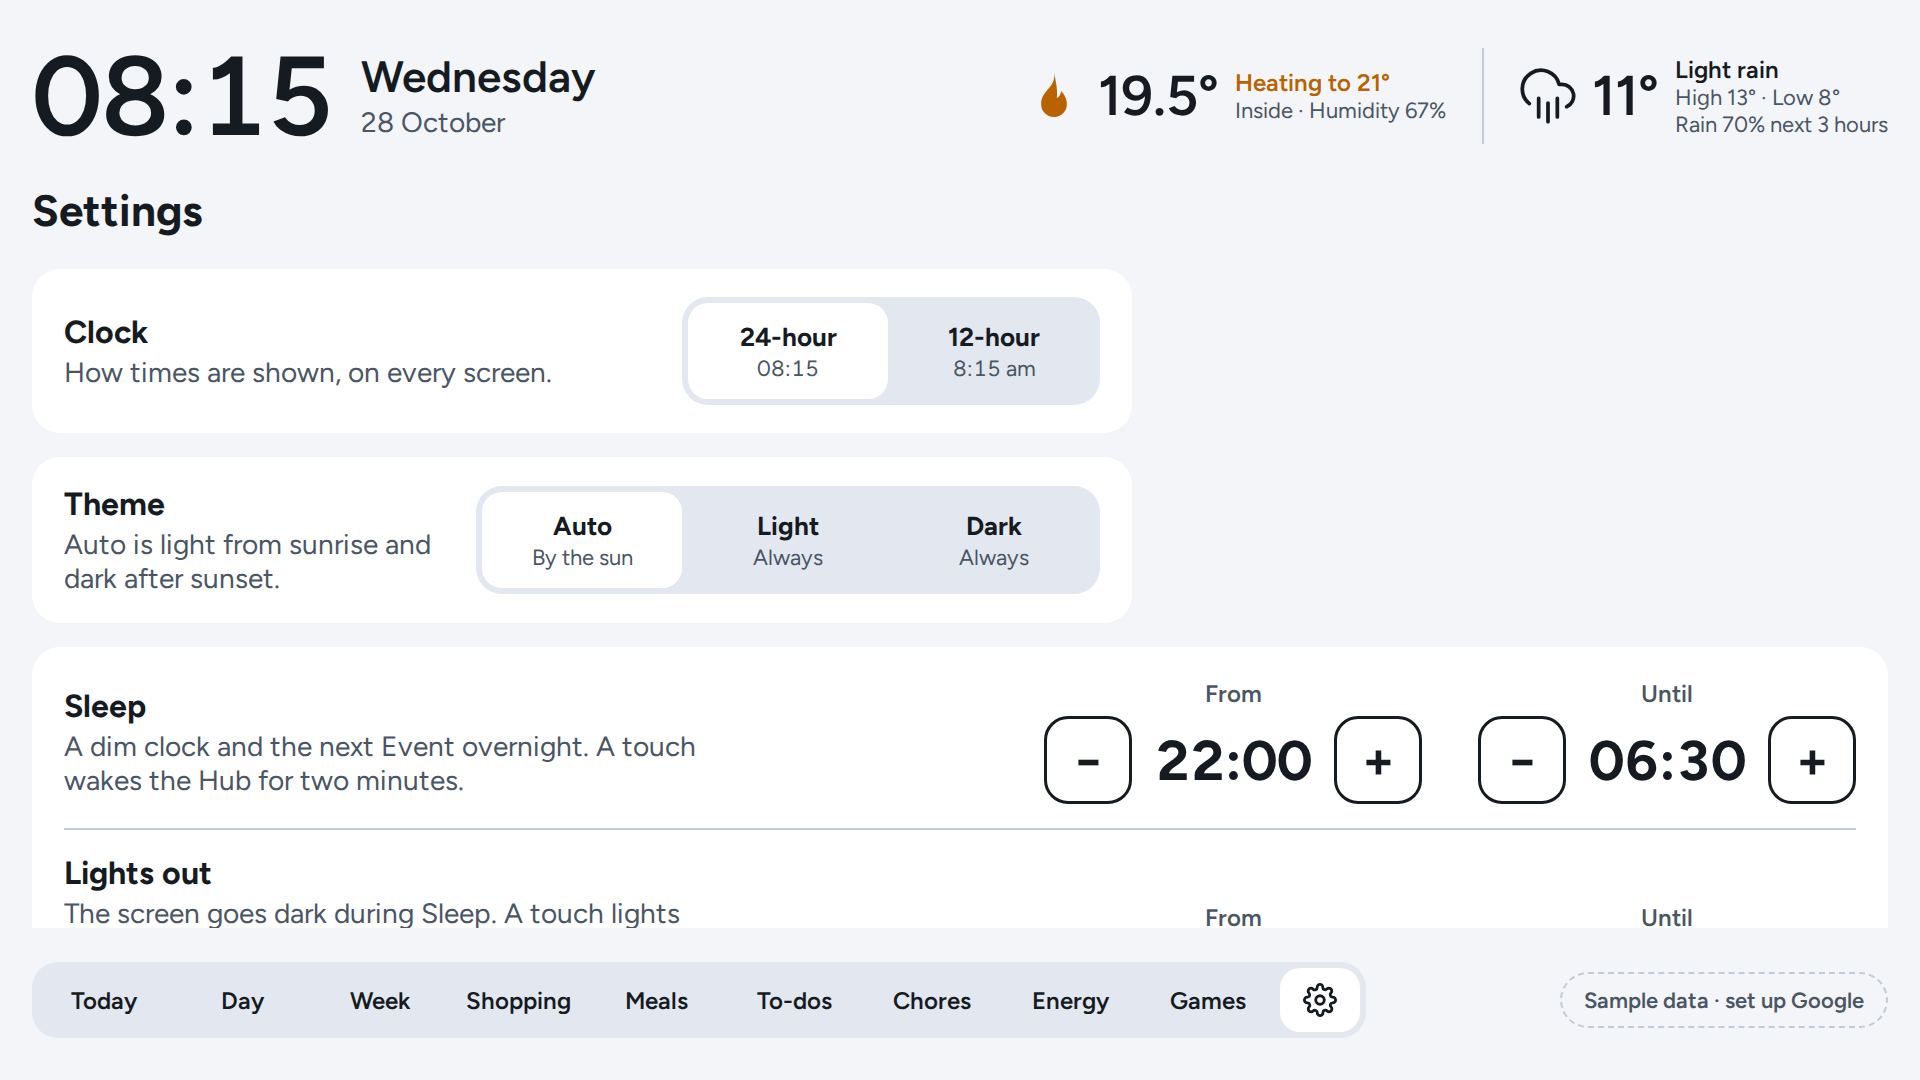 08:15
Wednesday
28 October
19.5°
Heating to 21°
Inside · Humidity 67%
11°
Light rain
High 13° · Low 8°
Rain 70% next 3 hours
Settings
Clock
How times are shown, on every screen.
24-hour
08:15
12-hour
8:15 am
Theme
Auto is light from sunrise and
dark after sunset.
Auto
By the sun
Light
Always
Dark
Always
Sleep
A dim clock and the next Event overnight. A touch
wakes the Hub for two minutes.
From
− 22:00 +
Until
− 06:30 +
Lights out
The screen goes dark during Sleep. A touch lights
From
Until
Today
Day
Week
Shopping
Meals
To-dos
Chores
Energy
Games
Sample data · set up Google